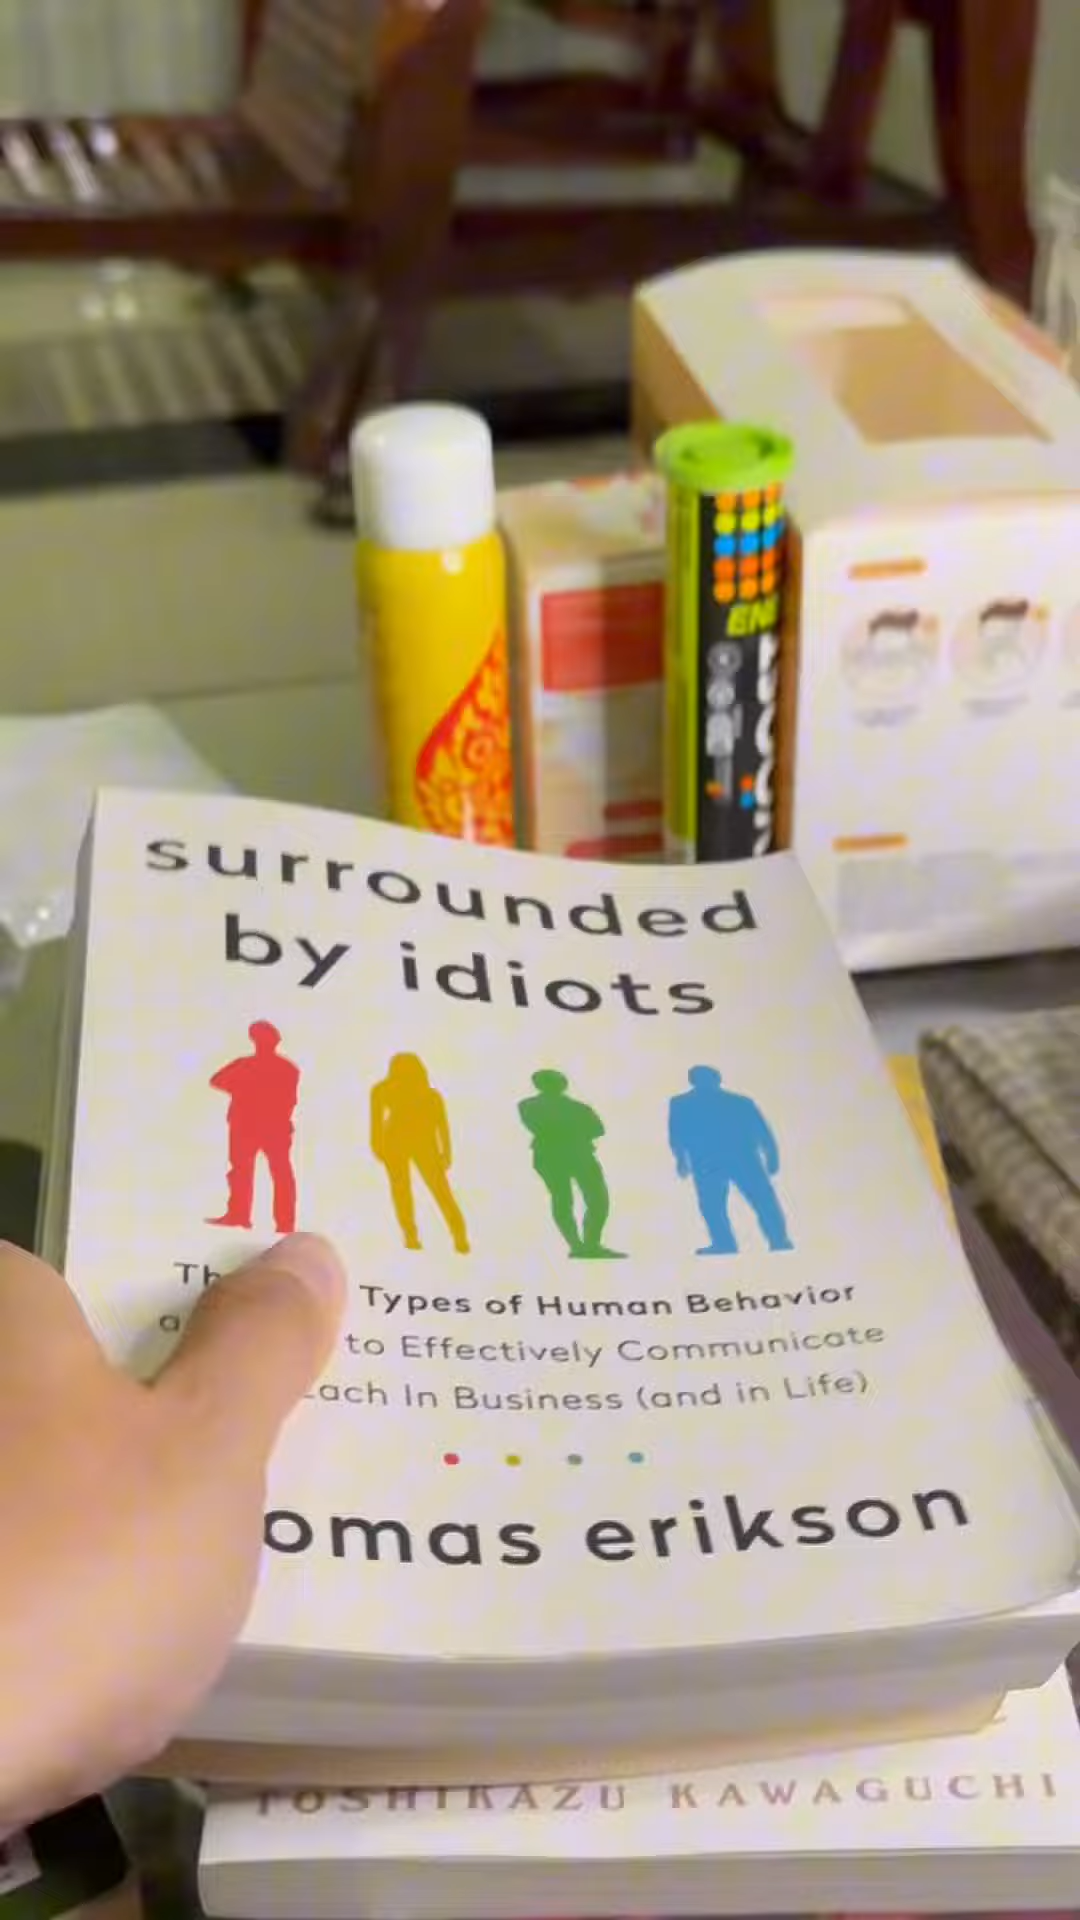 ENE
surrounded
by idiots
Types of Human Behavior
to Effectively Communicate
ach In Business (and in Life)
omas erikson
TOSHIKAZU KAWAGUCHI